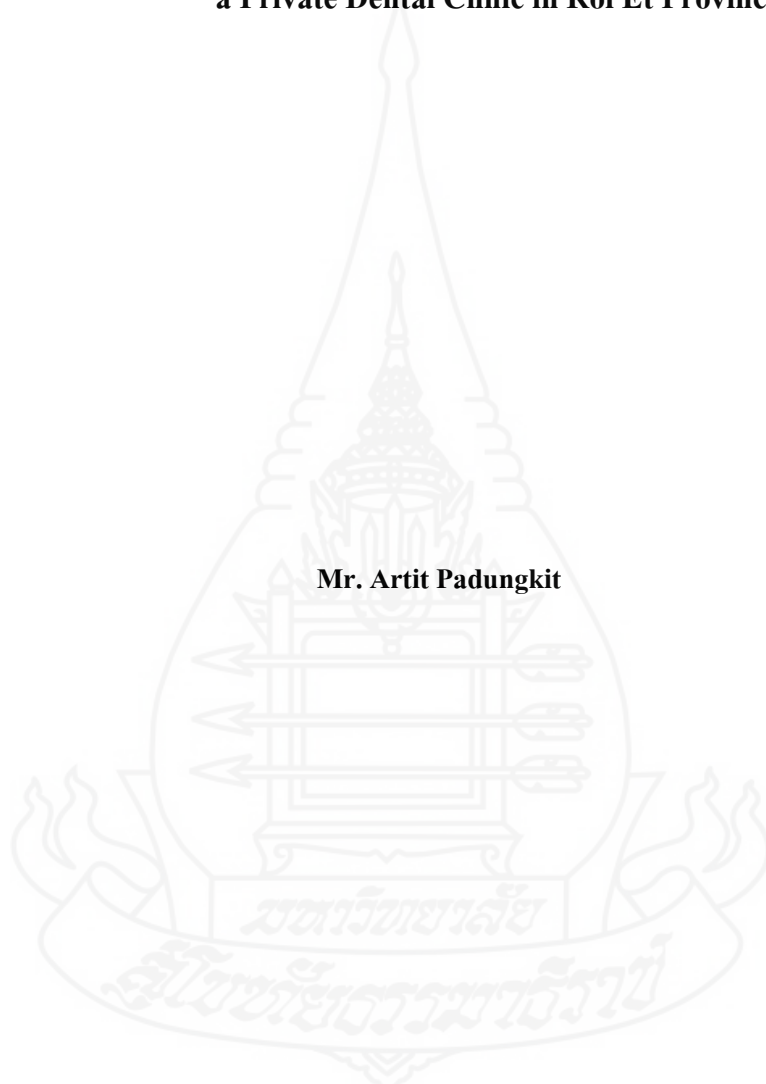 a Private Dental Clinic in Roi Et Provinc
Mr. Artit Padungkit
มหาวิทยาลัย
สุโขทัยธรรมาธิราช